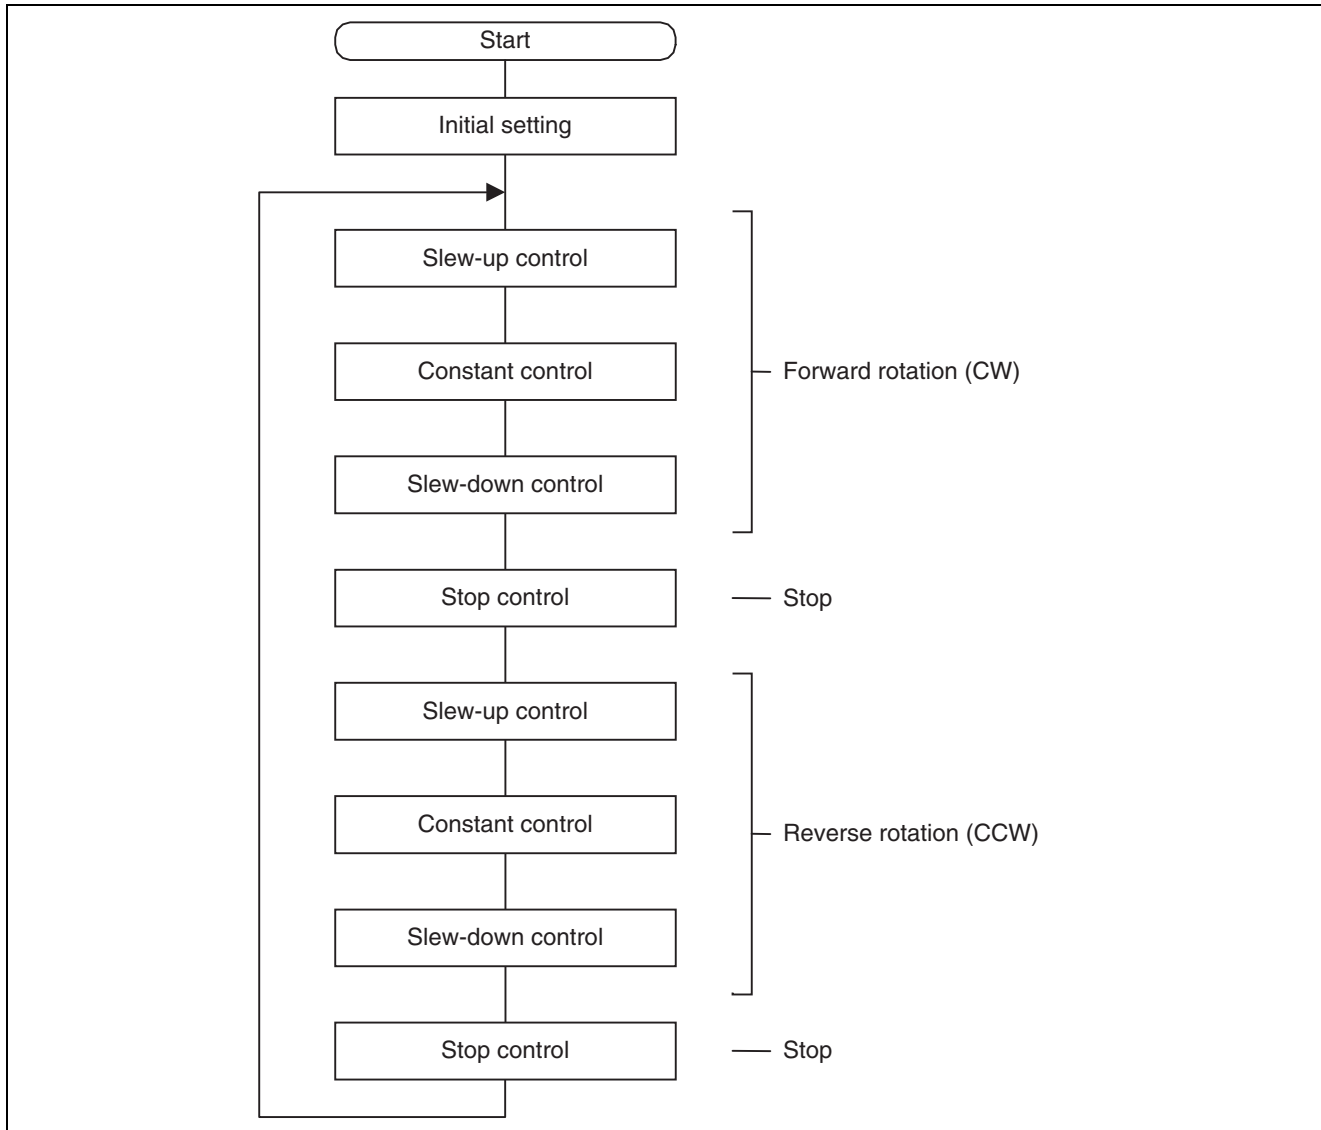 Start
Initial setting
Slew-up control
Constant control
Forward rotation (CW)
Slew-down control
Stop control
Stop
Slew-up control
Constant control
Reverse rotation (CCW)
Slew-down control
Stop control
Stop